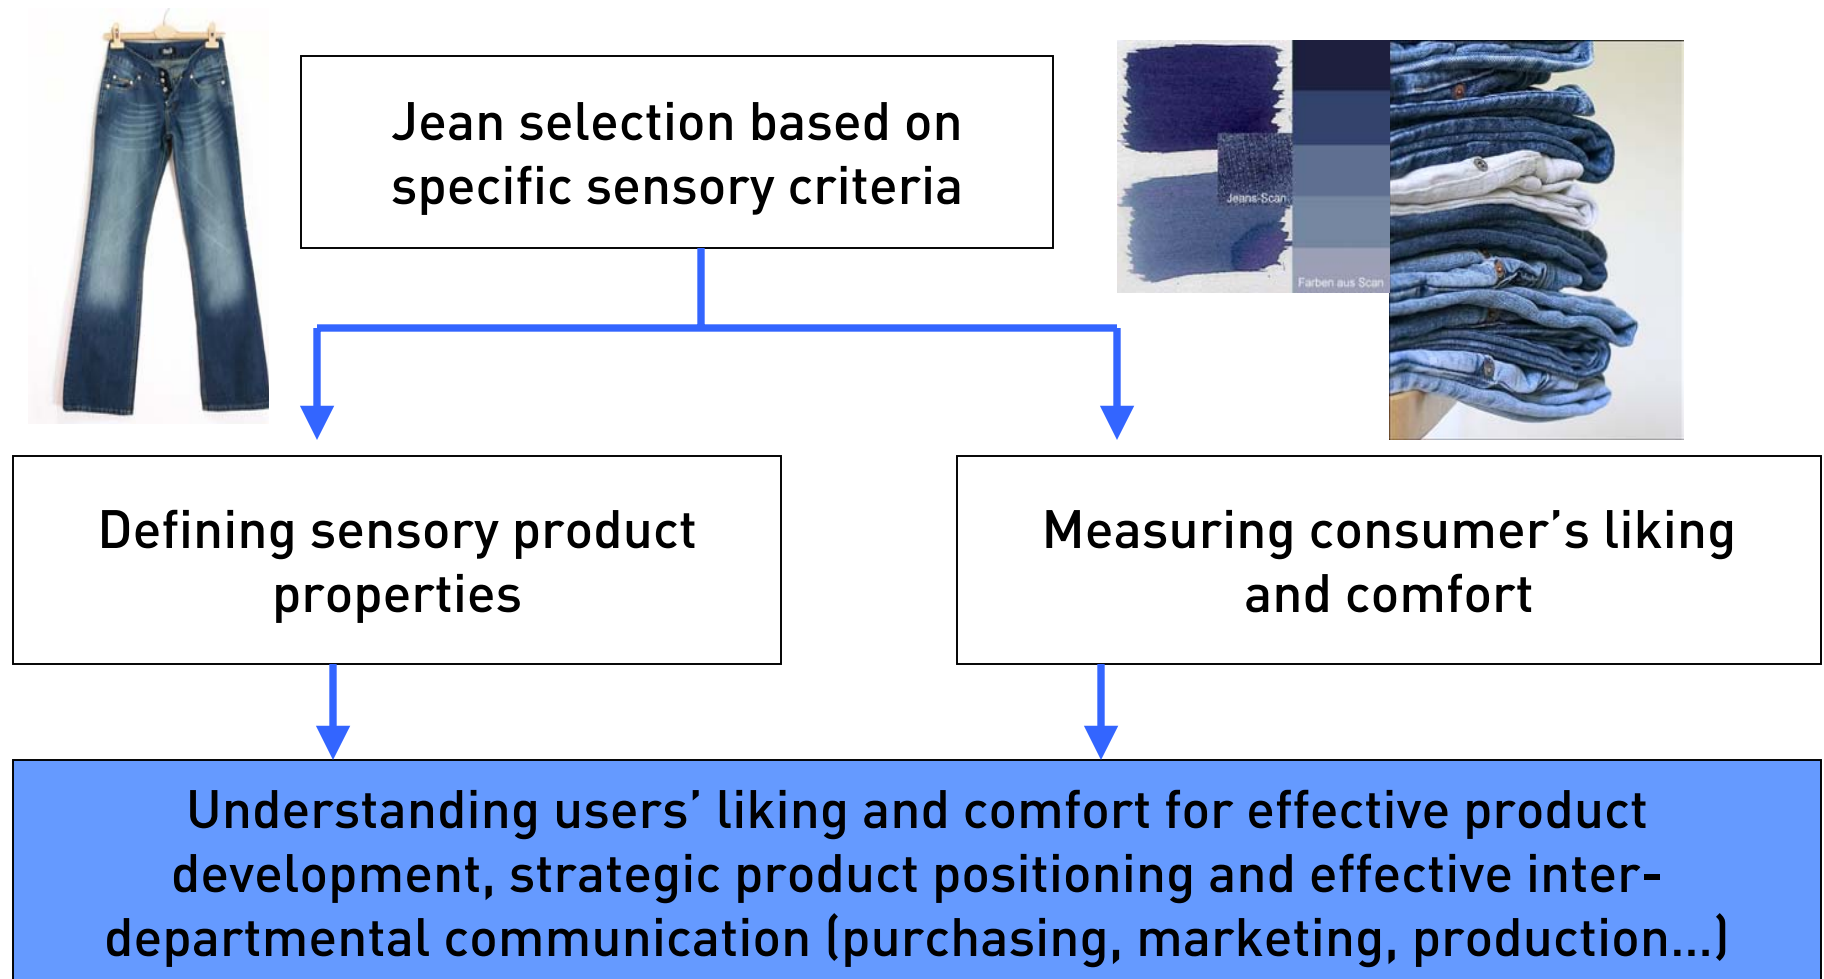 Jean selection based on
specific sensory criteria
Jeans-Scan
Farben aus Scan
Defining sensory product
properties
Measuring consumer’s liking
and comfort
Understanding users’ liking and comfort for effective product
development, strategic product positioning and effective inter-
departmental communication (purchasing, marketing, production...)